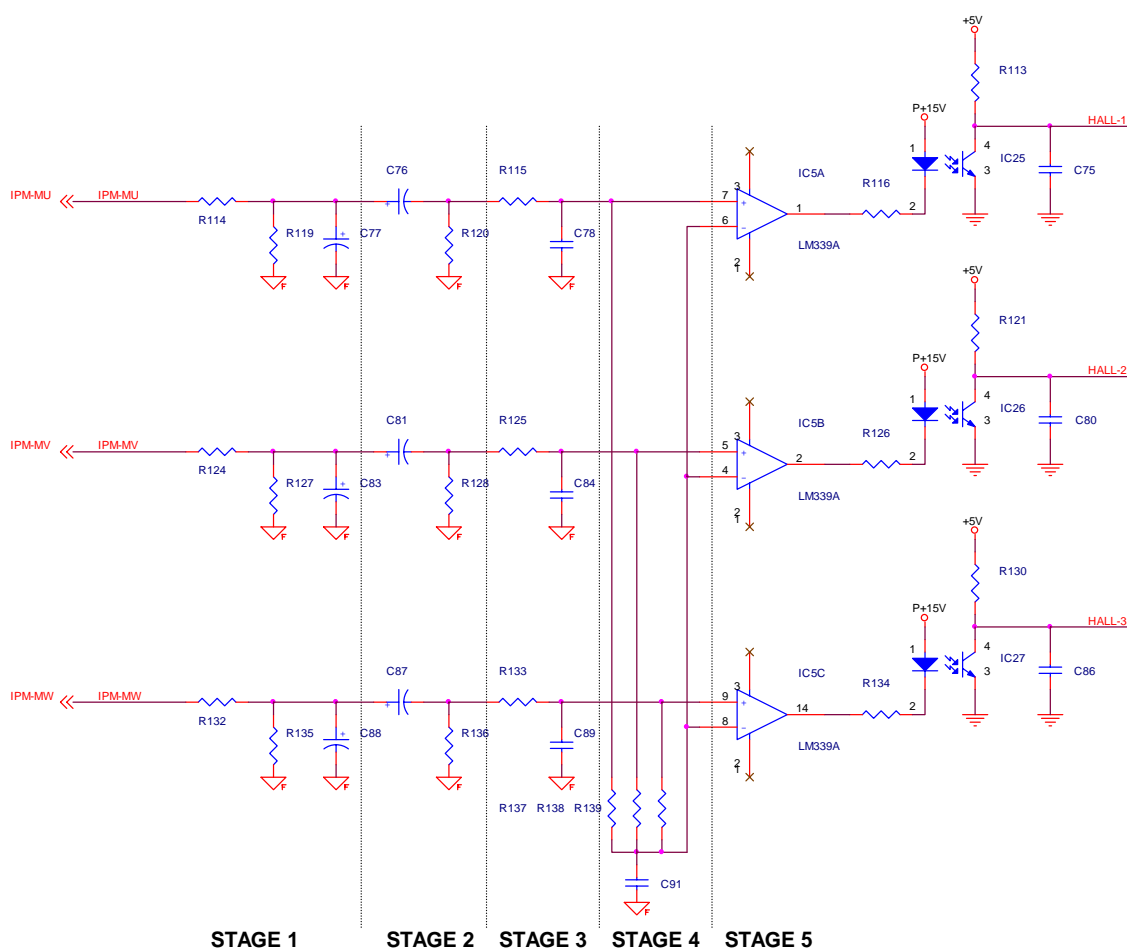 +5V
R113
P+15V
HALL-1
1
4
IC25
3
C75
C76
R115
IC5A
R116
IPM-MU
IPM-MU
3
7
1
2
R114
6
R119
C77
R120
C78
LM339A
2
1
+5V
R121
P+15V
HALL-2
1
4
IC26
3
C80
C81
R125
IC5B
R126
IPM-MV
IPM-MV
3
5
2
2
R124
4
R127
C83
R128
C84
LM339A
2
1
+5V
R130
P+15V
HALL-3
1
4
IC27
3
C86
C87
R133
IC5C
R134
IPM-MW
IPM-MW
3
9
14
2
R132
8
R135
C88
R136
C89
LM339A
2
1
R137 R138 R139
C91
F
F
F
F
F
F
F
F
F
F
F
F
F
STAGE 1 STAGE 2 STAGE 3 STAGE 4 STAGE 5